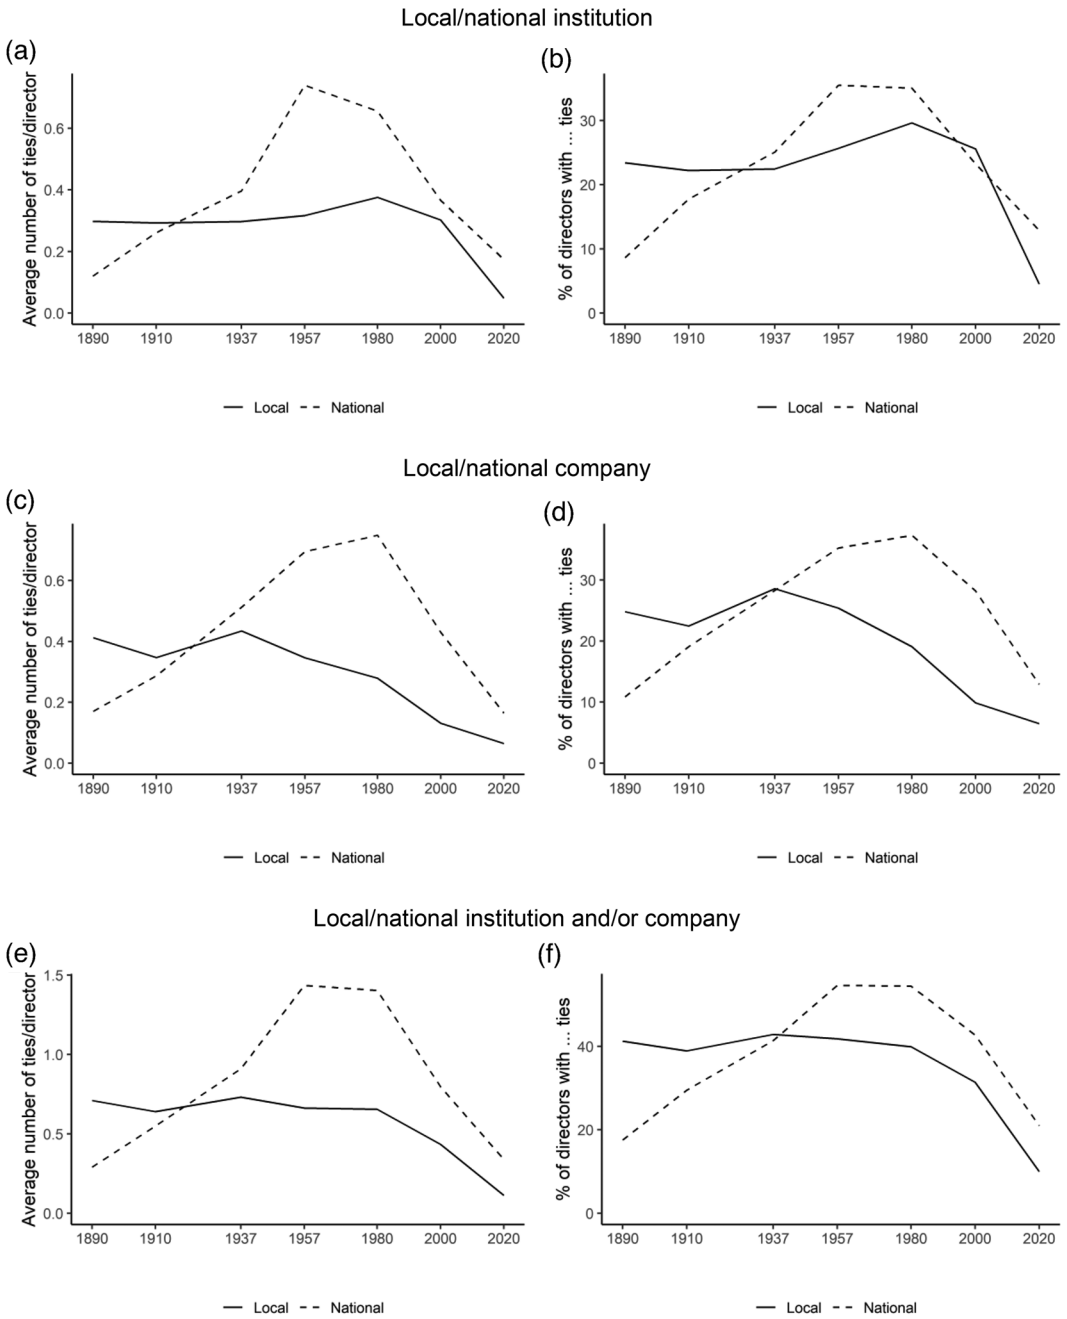 Local/national institution
(a)
(b)
Average number of ties/director
0.6
0.4
0.2
0.0
1890 1910 1937 1957 1980 2000 2020
Local National
% of directors with ... ties
30
20
10
0
1890 1910 1937 1957 1980 2000 2020
Local National
Local/national company
(c)
(d)
Average number of ties/director
0.6
0.4
0.2
0.0
1890 1910 1937 1957 1980 2000 2020
Local National
% of directors with ... ties
30
20
10
0
1890 1910 1937 1957 1980 2000 2020
Local National
Local/national institution and/or company
(e)
(f)
Average number of ties/director
1.5
1.0
0.5
0.0
1890 1910 1937 1957 1980 2000 2020
Local National
% of directors with ... ties
40
20
0
1890 1910 1937 1957 1980 2000 2020
Local National